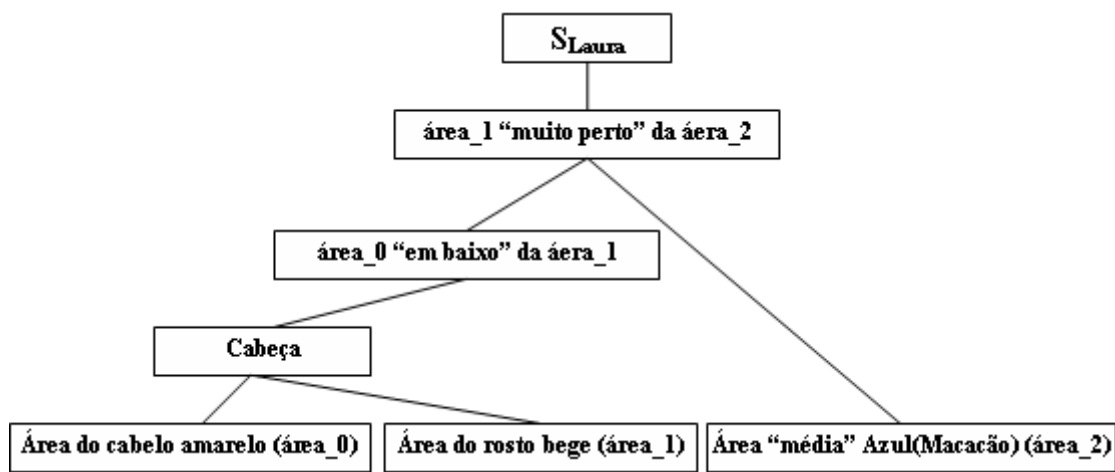 S_Laura
área_1 “muito perto” da áera_2
área_0 “em baixo” da áera_1
Cabeça
Área do cabelo amarelo (área_0)
Área do rosto bege (área_1)
Área “média” Azul(Macacão) (área_2)